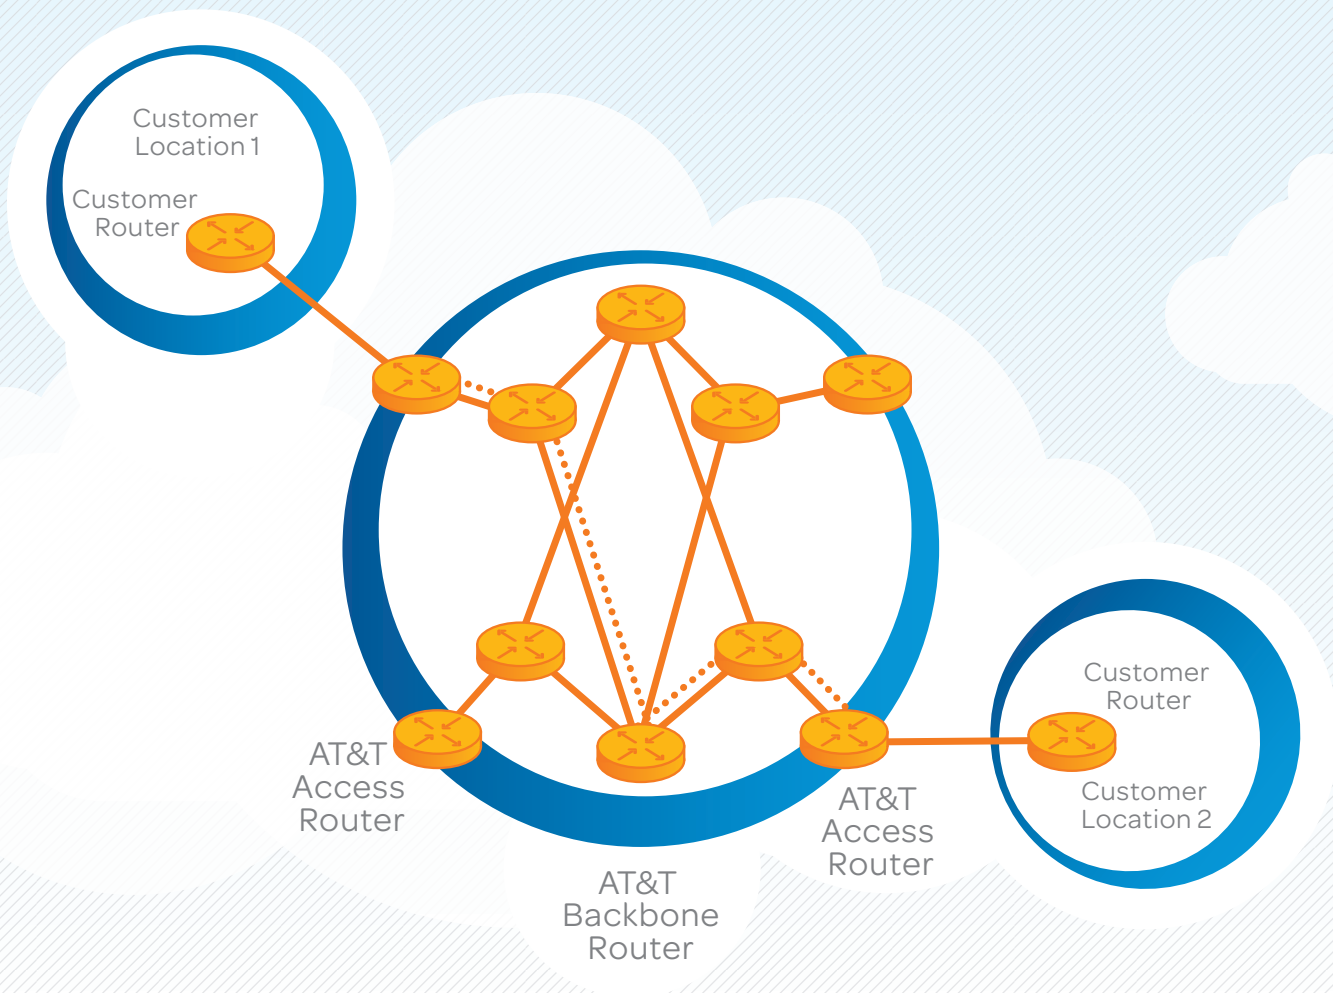 Customer
Location 1
Customer
Router
AT&T
Access
Router
AT&T
Backbone
Router
AT&T
Access
Router
Customer
Router
Customer
Location 2